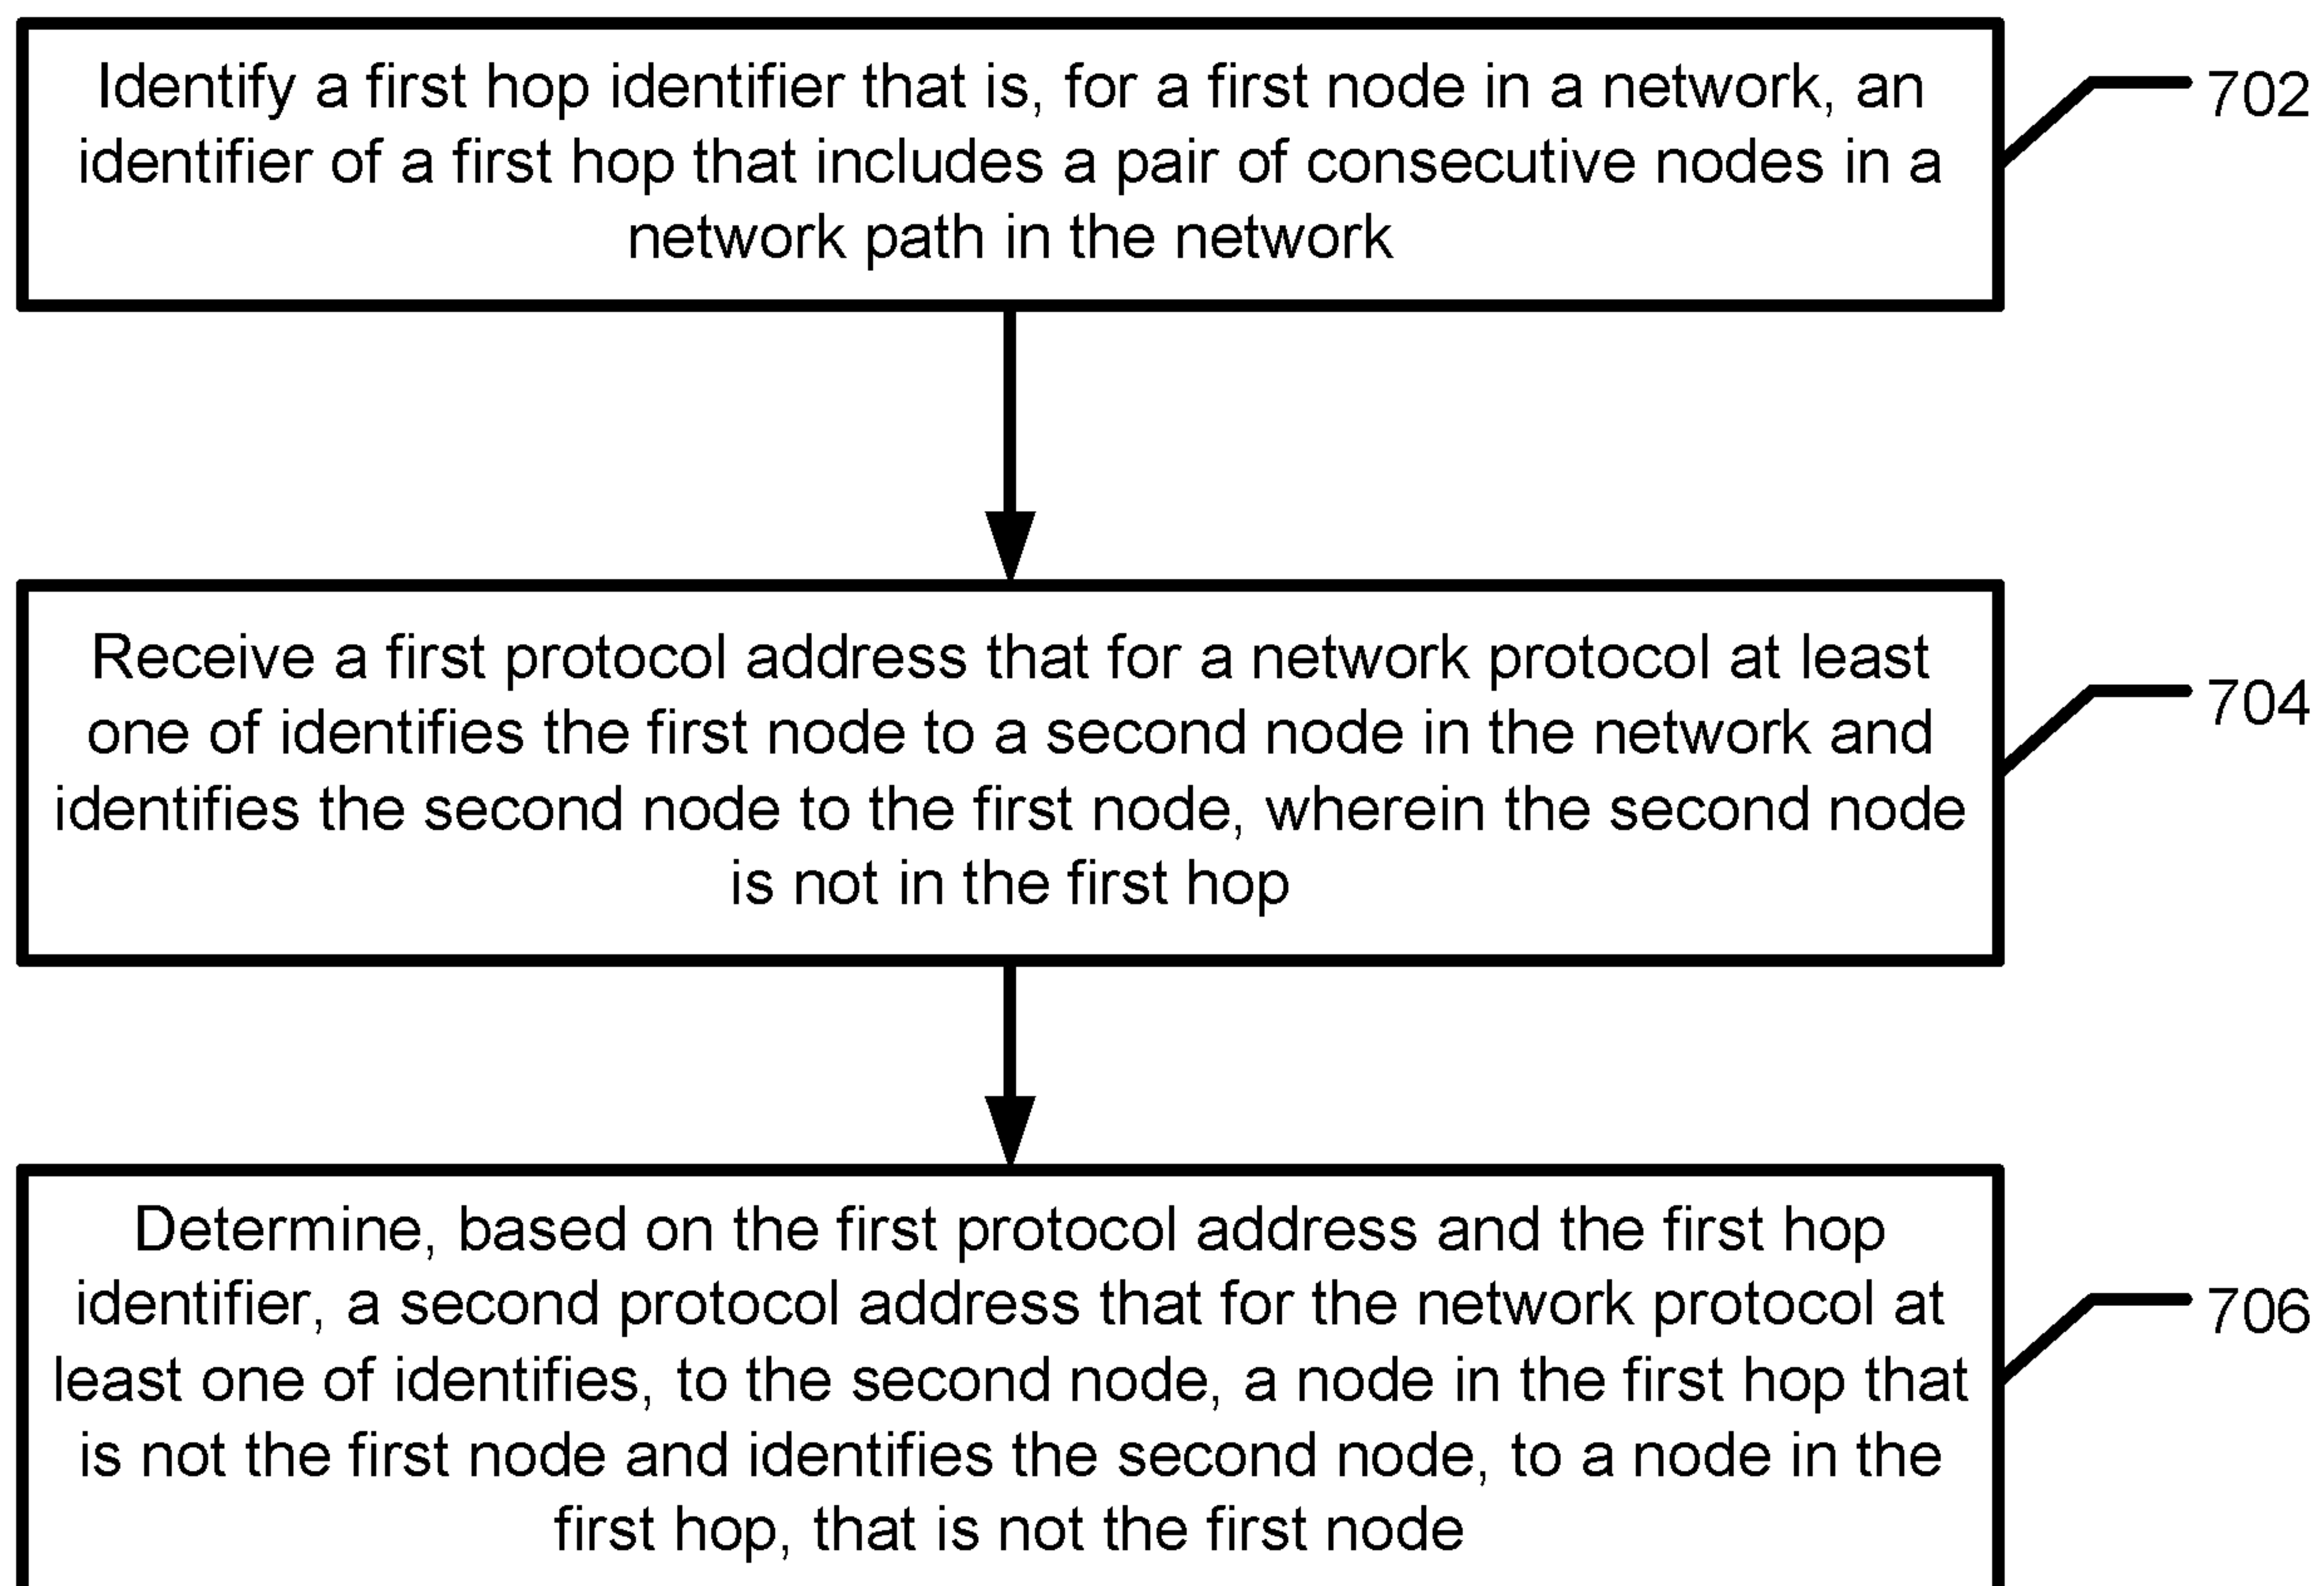 Identify a first hop identifier that is, for a first node in a network, an
identifier of a first hop that includes a pair of consecutive nodes in a
network path in the network
702
Receive a first protocol address that for a network protocol at least
one of identifies the first node to a second node in the network and
identifies the second node to the first node, wherein the second node
is not in the first hop
704
Determine, based on the first protocol address and the first hop
identifier, a second protocol address that for the network protocol at
least one of identifies, to the second node, a node in the first hop that
is not the first node and identifies the second node, to a node in the
first hop, that is not the first node
706